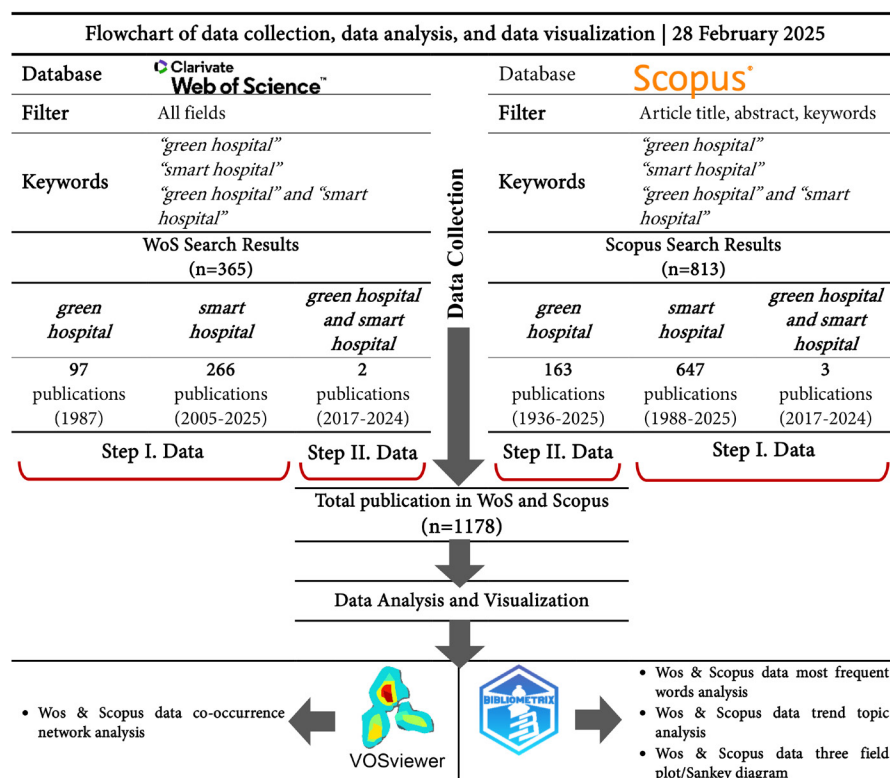 Flowchart of data collection, data analysis, and data visualization | 28 February 2025
Database
Clarivate
Web of Science™
Filter
All fields
Keywords
“green hospital”
“smart hospital”
“green hospital” and “smart
hospital”
WoS Search Results
(n=365)
green
hospital
smart
hospital
green hospital
and smart
hospital
97
publications
(1987)
266
publications
(2005-2025)
2
publications
(2017-2024)
Step I. Data
Step II. Data
Data Collection
Database
Scopus®
Filter
Article title, abstract, keywords
Keywords
“green hospital”
“smart hospital”
“green hospital” and “smart
hospital”
Scopus Search Results
(n=813)
green
hospital
smart
hospital
green hospital
and smart
hospital
163
publications
(1936-2025)
647
publications
(1988-2025)
3
publications
(2017-2024)
Step II. Data
Step I. Data
Total publication in WoS and Scopus
(n=1178)
Data Analysis and Visualization
• Wos & Scopus data co-occurrence
network analysis
VOSviewer
BIBLIOMETRIX
• Wos & Scopus data most frequent
words analysis
• Wos & Scopus data trend topic
analysis
• Wos & Scopus data three field
plot/Sankey diagram